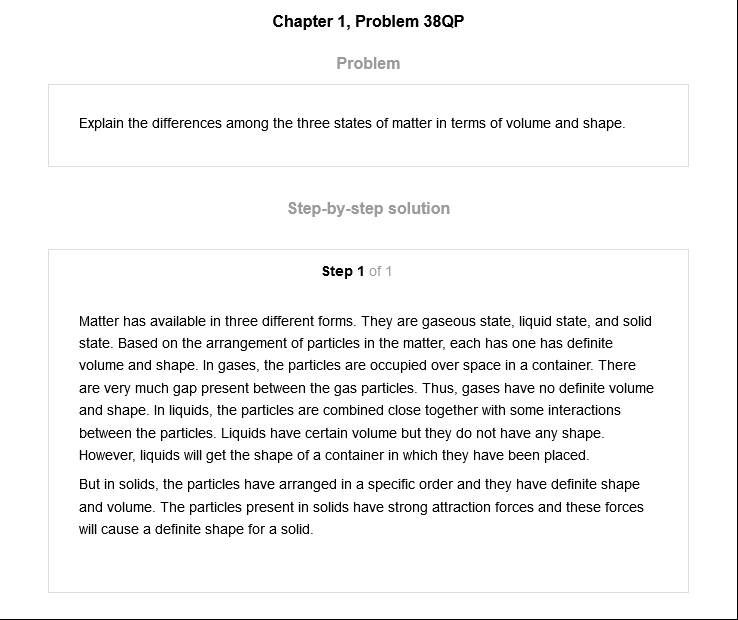 Chapter 1, Problem 38QP
Problem
Explain the differences among the three states of matter in terms of volume and shape.
Step-by-step solution
Step 1 of 1
Matter has available in three different forms. They are gaseous state, liquid state, and solid
state. Based on the arrangement of particles in the matter, each has one has definite
volume and shape. In gases, the particles are occupied over space in a container. There
are very much gap present between the gas particles. Thus, gases have no definite volume
and shape. In liquids, the particles are combined close together with some interactions
between the particles. Liquids have certain volume but they do not have any shape.
However, liquids will get the shape of a container in which they have been placed.
But in solids, the particles have arranged in a specific order and they have definite shape
and volume. The particles present in solids have strong attraction forces and these forces
will cause a definite shape for a solid.